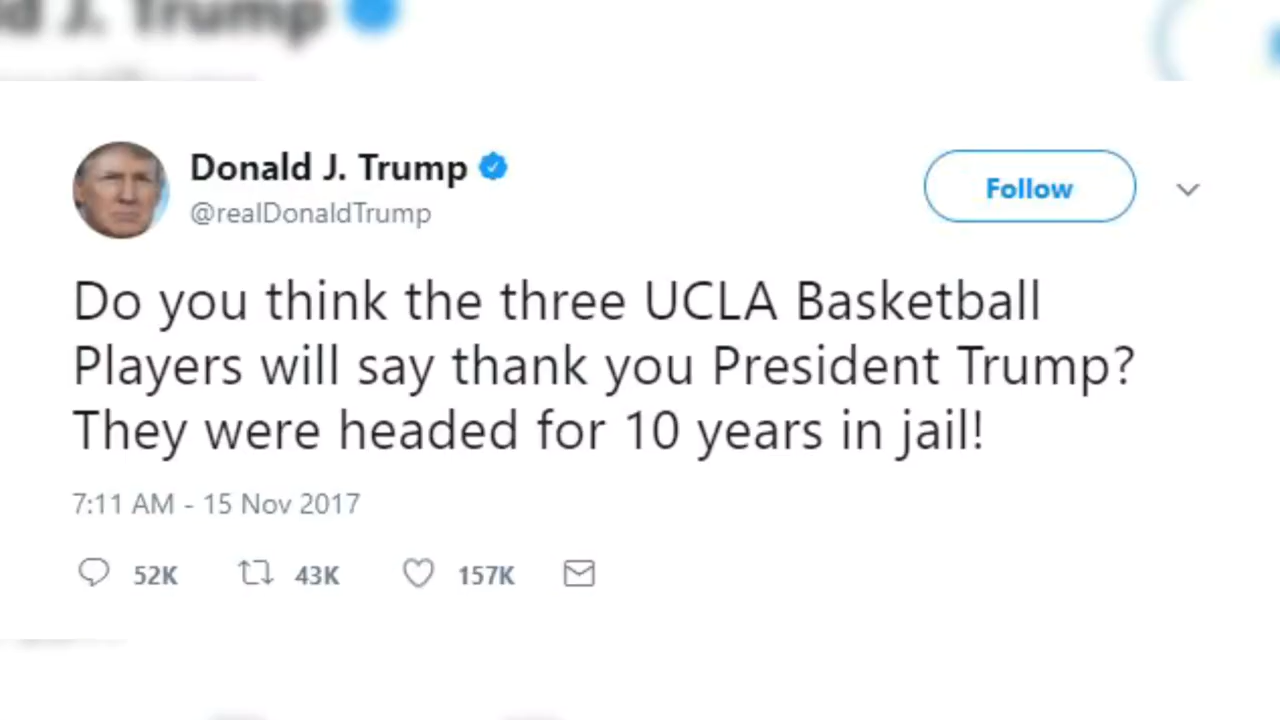 d J. Trump
Donald J. Trump
@realDonaldTrump
Follow
Do you think the three UCLA Basketball
Players will say thank you President Trump?
They were headed for 10 years in jail!
7:11 AM - 15 Nov 2017
52K 43K 157K